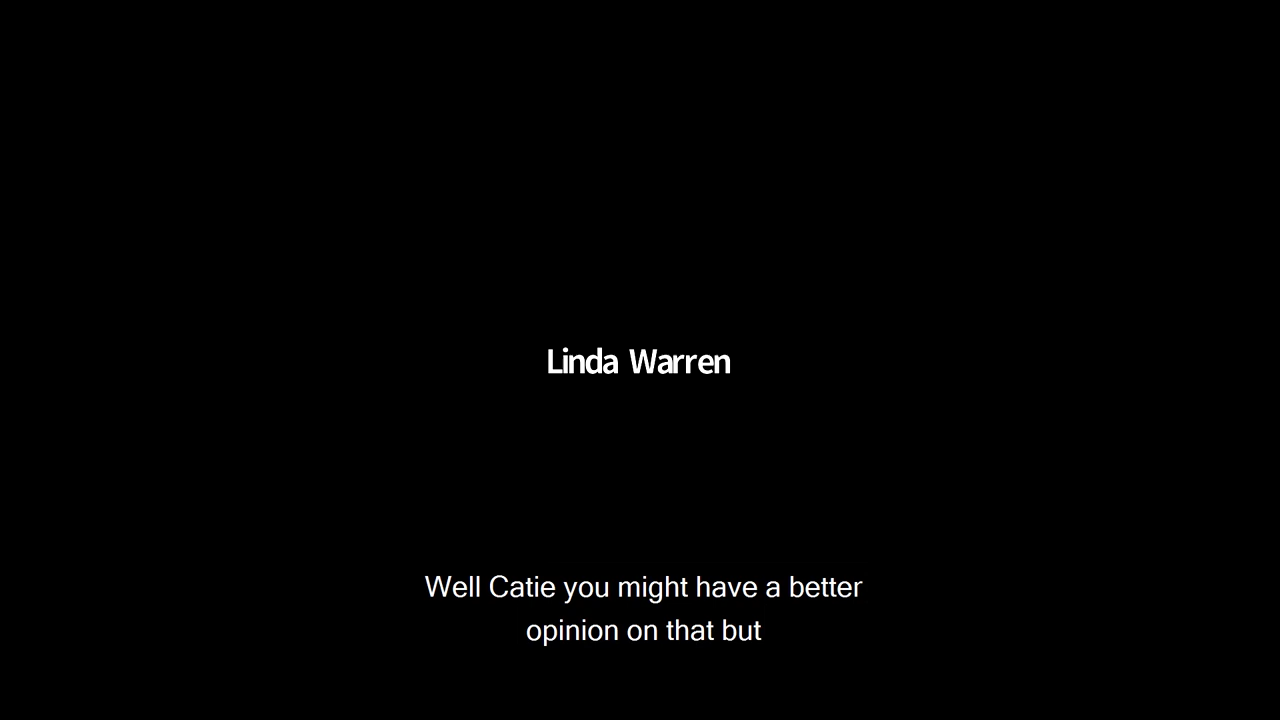 Linda Warren
Well Catie you might have a better
opinion on that but